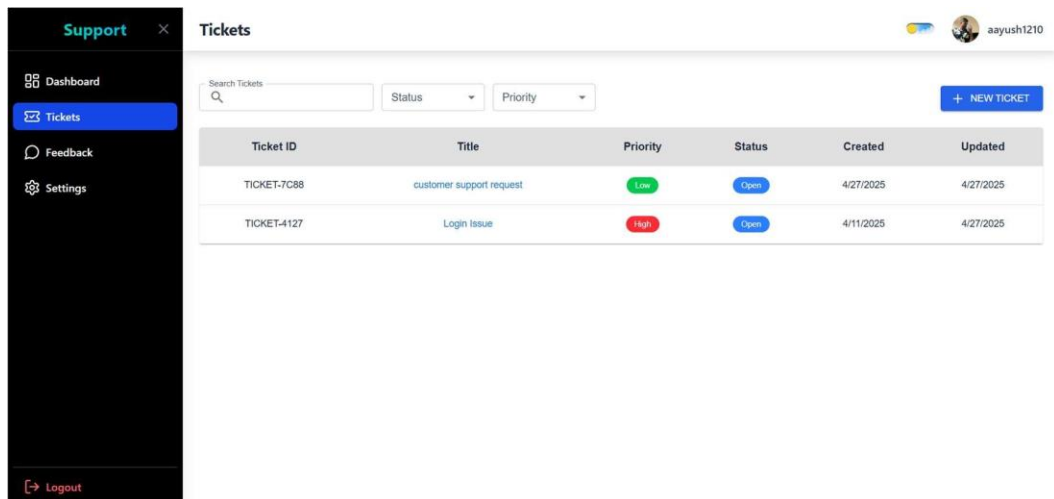 Support
Tickets
aayush1210
Dashboard
Tickets
Feedback
Settings
Logout
Search Tickets
Status
Priority
+ NEW TICKET
Ticket ID Title Priority Status Created Updated
TICKET-7C88 customer support request Low Open 4/27/2025 4/27/2025
TICKET-4127 Login Issue High Open 4/11/2025 4/27/2025